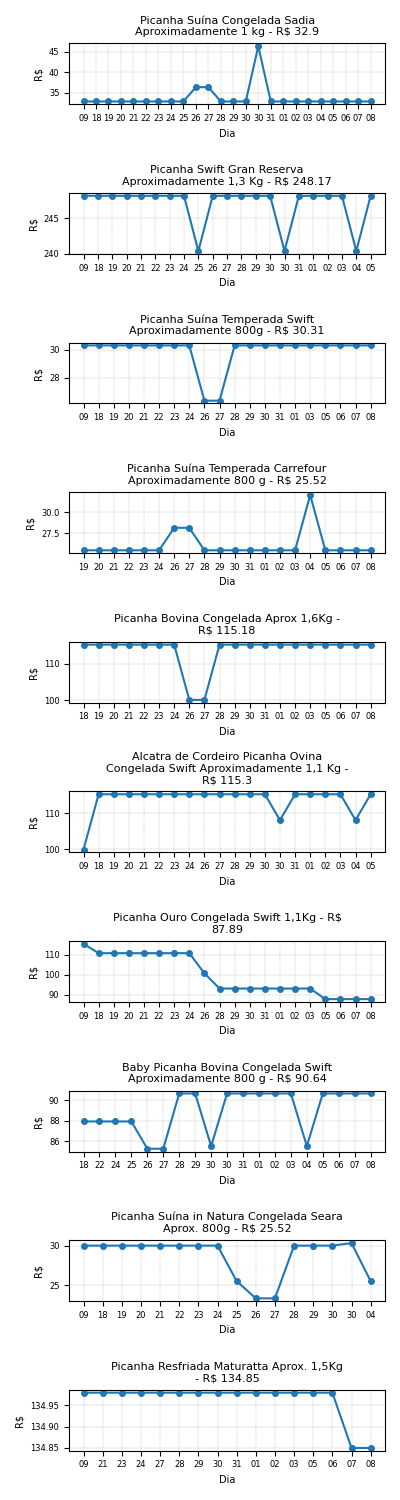 Picanha Suína Congelada Sadia
Aproximadamente 1 kg - R$ 32.9
45
40
35
R$
09 18 19 20 21 22 23 24 25 26 27 28 29 30 30 31 01 02 03 04 05 06 07 08
Dia
Picanha Swift Gran Reserva
Aproximadamente 1,3 Kg - R$ 248.17
245
240
R$
09 18 19 20 21 22 23 24 25 26 27 28 29 30 30 31 01 02 03 04 05
Dia
Picanha Suína Temperada Swift
Aproximadamente 800g - R$ 30.31
30
28
R$
09 18 19 20 21 22 23 24 26 27 28 29 30 31 01 03 04 05 06 07 08
Dia
Picanha Suína Temperada Carrefour
Aproximadamente 800 g - R$ 25.52
30.0
27.5
R$
19 20 21 22 23 24 26 27 28 29 30 31 01 02 03 04 05 06 07 08
Dia
Picanha Bovina Congelada Aprox 1,6Kg -
R$ 115.18
110
100
R$
18 19 20 21 22 23 24 26 27 28 29 30 31 01 02 03 04 05 06 07 08
Dia
Alcatra de Cordeiro Picanha Ovina
Congelada Swift Aproximadamente 1,1 Kg -
R$ 115.3
110
100
R$
09 18 19 20 21 22 23 24 25 26 27 28 29 30 31 01 02 03 04 05
Dia
Picanha Ouro Congelada Swift 1,1Kg - R$
87.89
110
100
90
R$
09 18 19 20 21 22 23 24 26 27 28 29 30 31 01 02 03 04 05 06 07 08
Dia
Baby Picanha Bovina Congelada Swift
Aproximadamente 800 g - R$ 90.64
90
88
86
R$
18 22 24 25 26 27 28 29 30 30 31 01 02 03 04 05 06 07 08
Dia
Picanha Suína in Natura Congelada Seara
Aprox. 800g - R$ 25.52
30
25
R$
09 18 19 20 21 22 23 24 25 26 27 28 29 30 30 04
Dia
Picanha Resfriada Maturatta Aprox. 1,5Kg
- R$ 134.85
134.95
134.90
134.85
R$
09 21 23 24 27 28 29 30 31 01 02 03 05 06 07 08
Dia